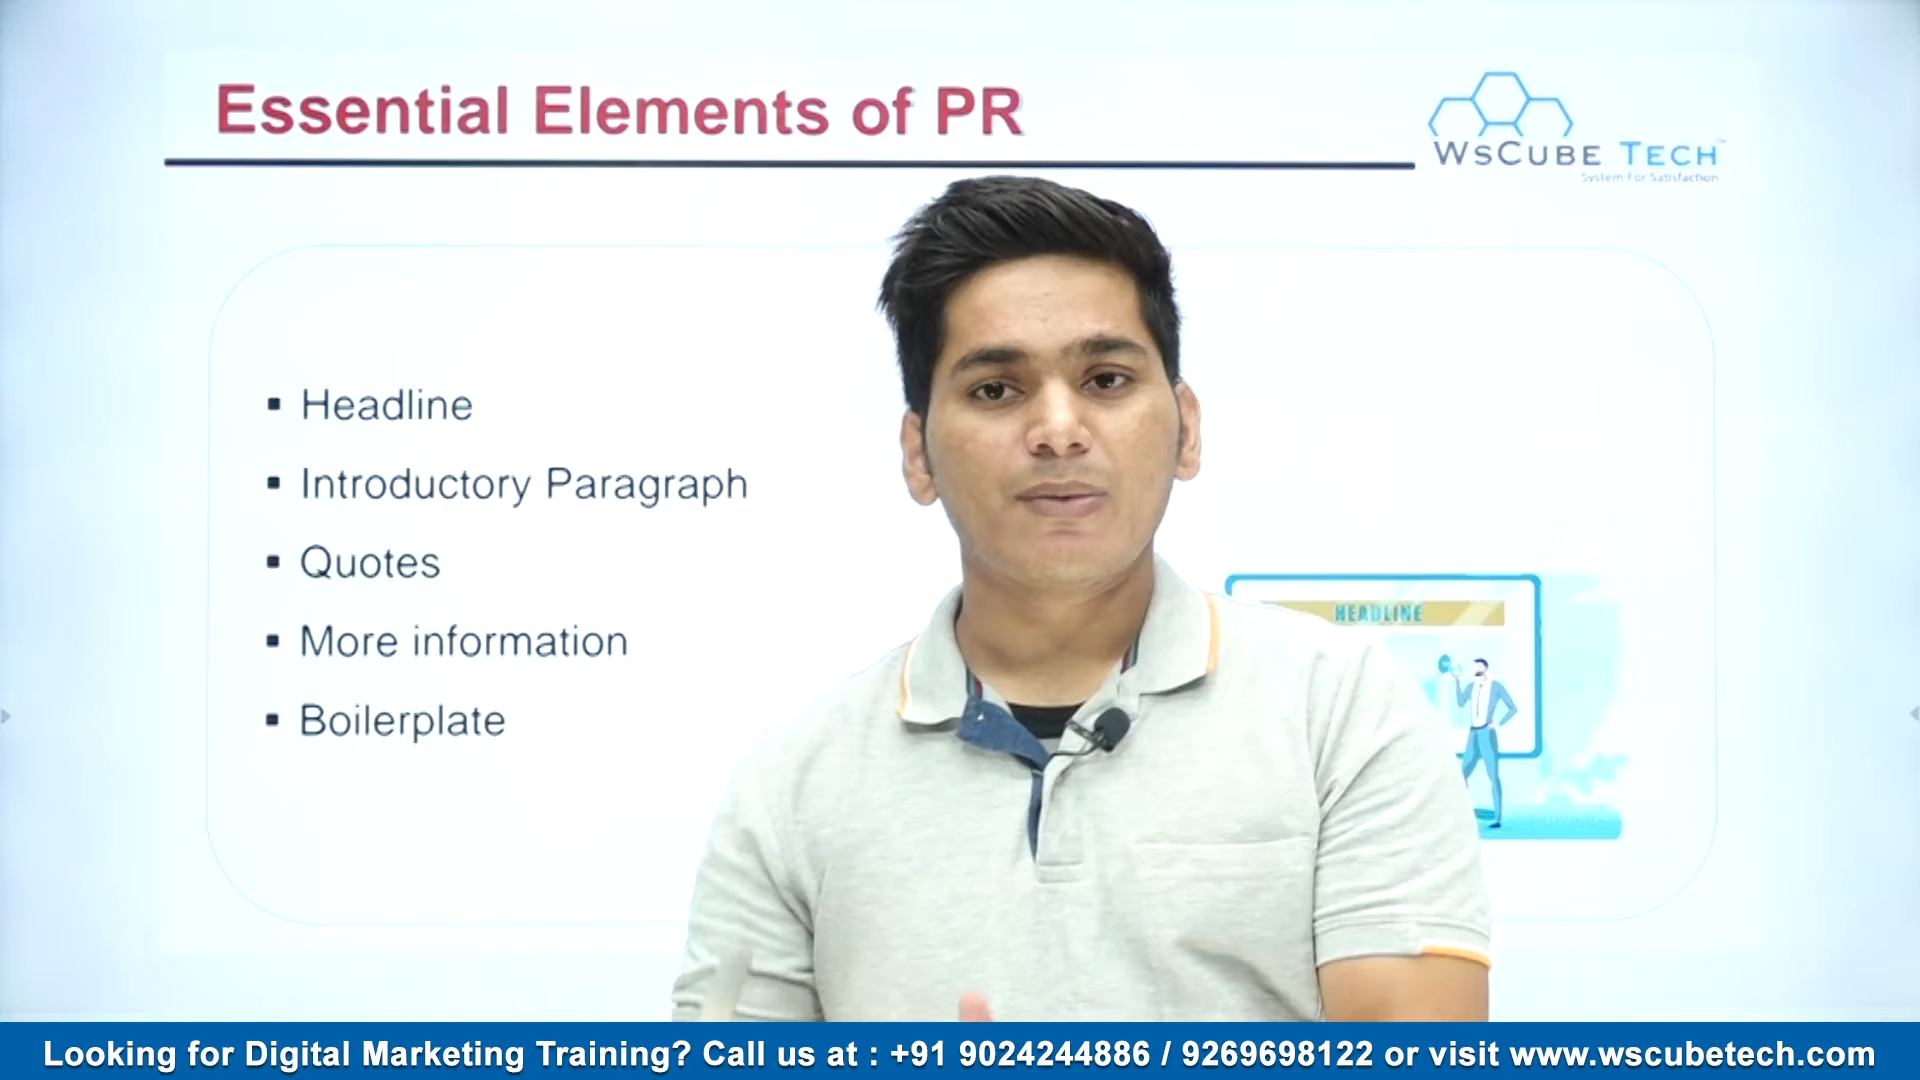 Essential Elements of PR
WSCUBE TECH™
System For Satisfaction
▪ Headline
▪ Introductory Paragraph
▪ Quotes
▪ More information
▪ Boilerplate
HEADLINE
Looking for Digital Marketing Training? Call us at : +91 9024244886 / 9269698122 or visit www.wscubetech.com